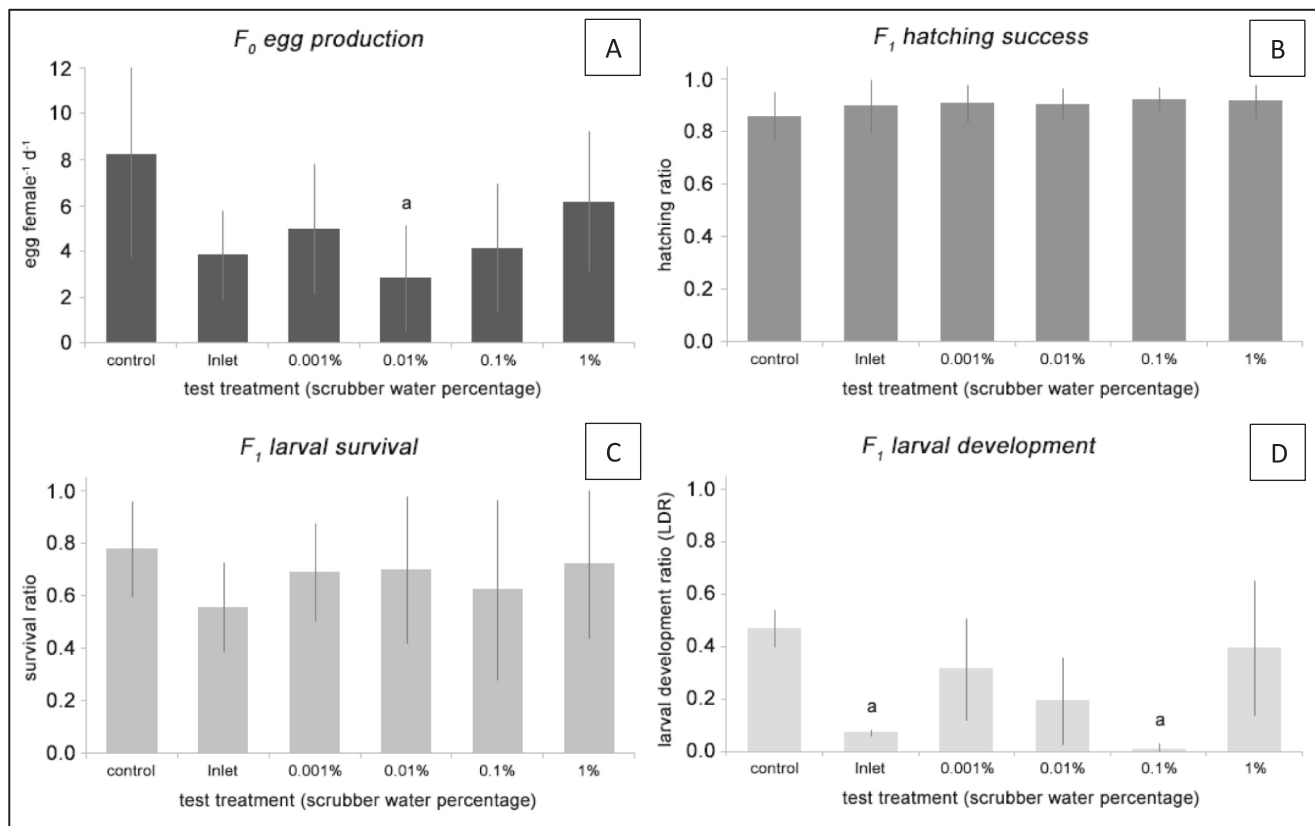 F0 egg production
A
egg female-1 d-1
12
10
8
6
4
2
0
a
control Inlet 0.001% 0.01% 0.1% 1%
test treatment (scrubber water percentage)
F1 hatching success
B
hatching ratio
1.0
0.8
0.6
0.4
0.2
0.0
control Inlet 0.001% 0.01% 0.1% 1%
test treatment (scrubber water percentage)
F1 larval survival
C
survival ratio
1.0
0.8
0.6
0.4
0.2
0.0
control Inlet 0.001% 0.01% 0.1% 1%
test treatment (scrubber water percentage)
F1 larval development
D
larval development ratio (LDR)
1.0
0.8
0.6
0.4
0.2
0.0
a a
control Inlet 0.001% 0.01% 0.1% 1%
test treatment (scrubber water percentage)